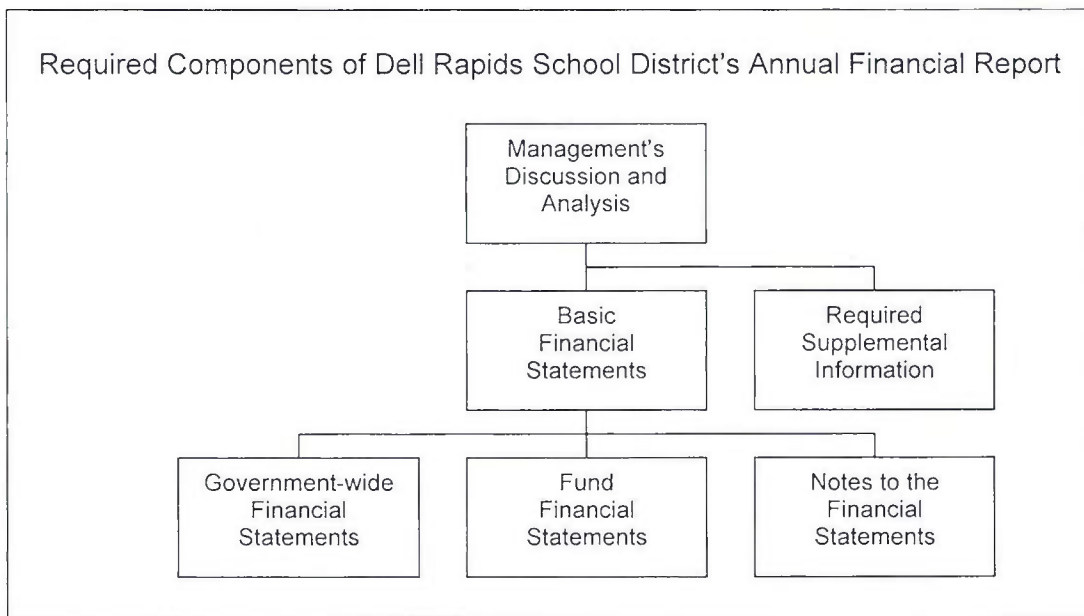 Required Components of Dell Rapids School District's Annual Financial Report
Management's
Discussion and
Analysis
Basic
Financial
Statements
Required
Supplemental
Information
Government-wide
Financial
Statements
Fund
Financial
Statements
Notes to the
Financial
Statements